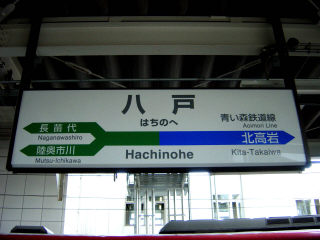 八戸
はちのへ
Hachinohe
長苗代
Naganawashiro
陸奥市川
Mutsu-Ichikawa
青い森鉄道線
Aoimori Line
北高岩
Kita-Takaiwa